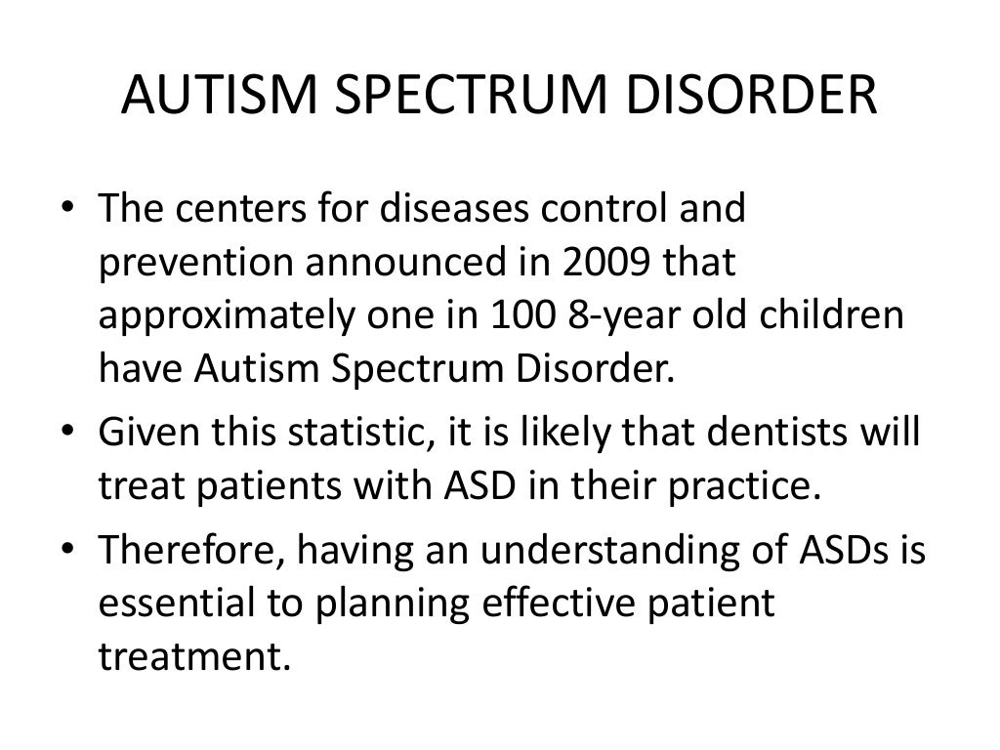 AUTISM SPECTRUM DISORDER
• The centers for diseases control and
prevention announced in 2009 that
approximately one in 100 8-year old children
have Autism Spectrum Disorder.
• Given this statistic, it is likely that dentists will
treat patients with ASD in their practice.
• Therefore, having an understanding of ASDs is
essential to planning effective patient
treatment.